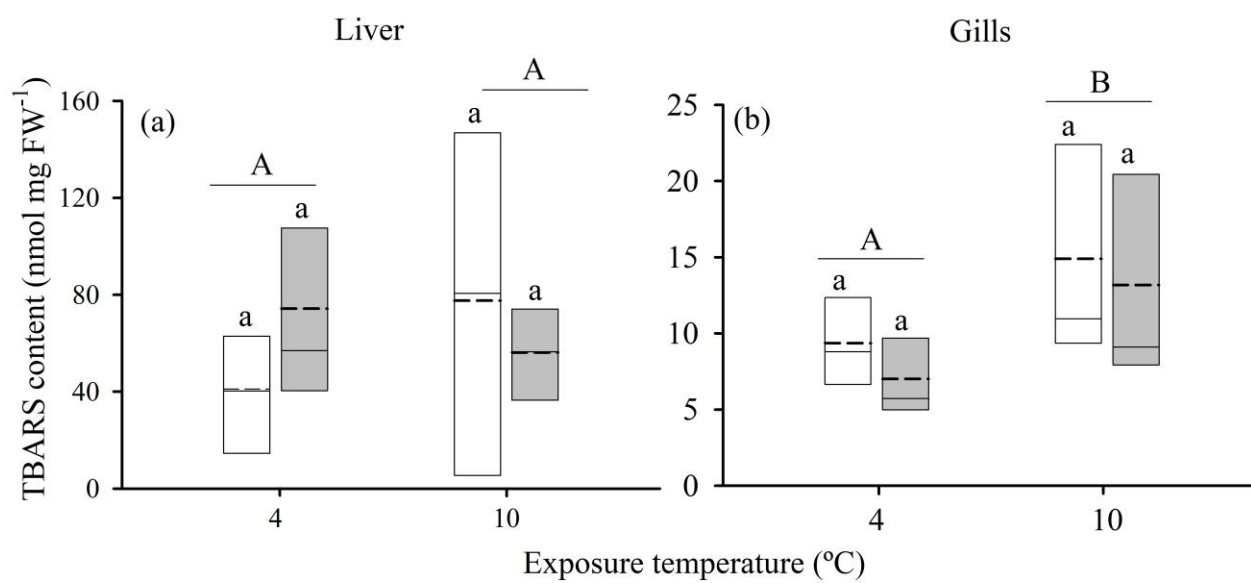 Liver
Gills
TBARS content (nmol mg FW⁻¹)
(a)
160
120
80
40
0
A
a
a
A
a
a
4
10
(b)
25
20
15
10
5
0
A
a
a
B
a
a
4
10
Exposure temperature (ºC)